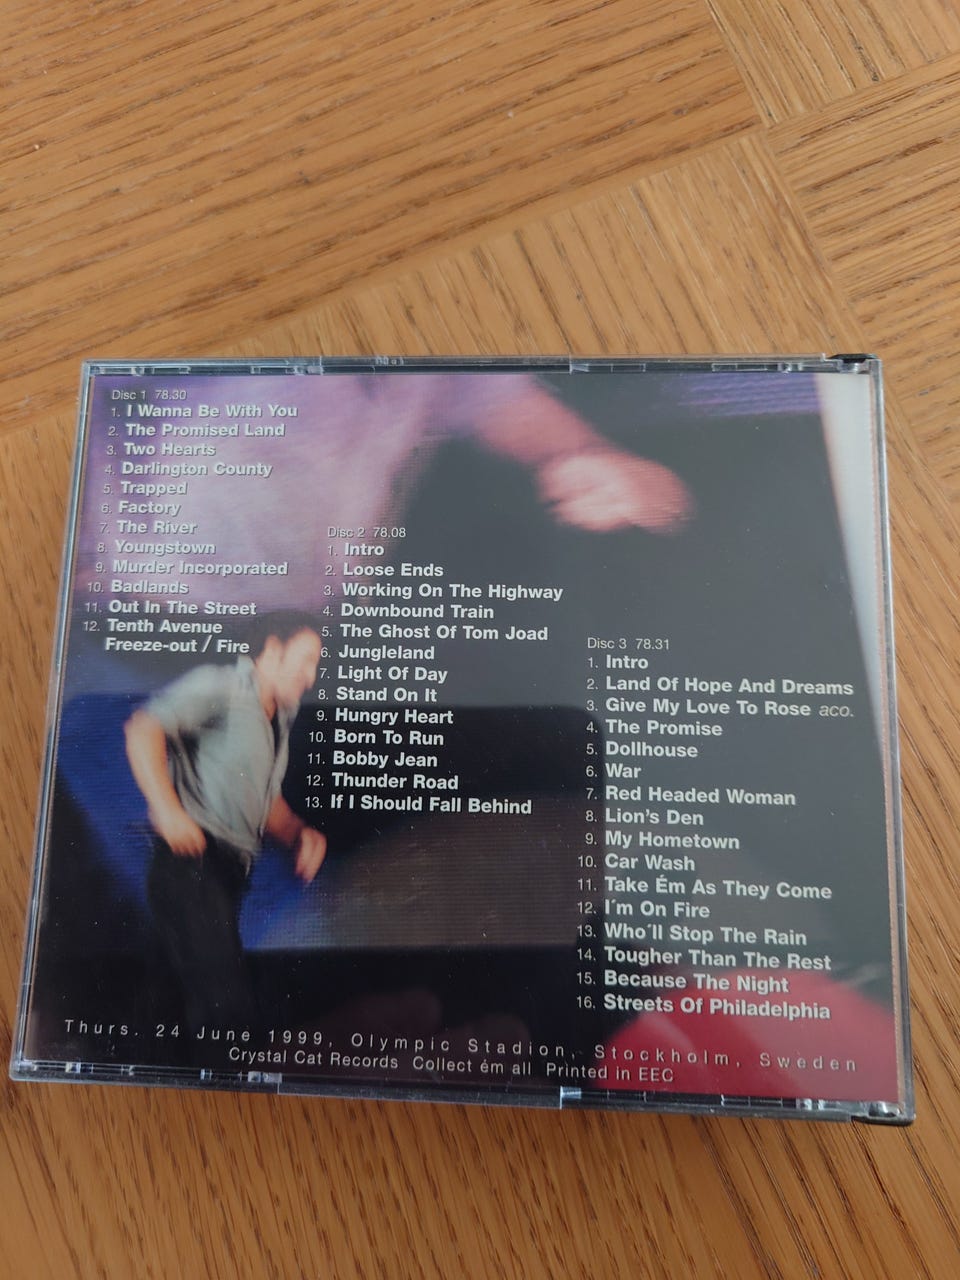 Disc 1 78.30
1. I Wanna Be With You
2. The Promised Land
3. Two Hearts
4. Darlington County
5. Trapped
6. Factory
7. The River
8. Youngstown
9. Murder Incorporated
10. Badlands
11. Out In The Street
12. Tenth Avenue
Freeze-out / Fire
Disc 2 78.08
1. Intro
2. Loose Ends
3. Working On The Highway
4. Downbound Train
5. The Ghost Of Tom Joad
6. Jungleland
7. Light Of Day
8. Stand On It
9. Hungry Heart
10. Born To Run
11. Bobby Jean
12. Thunder Road
13. If I Should Fall Behind
Disc 3 78.31
1. Intro
2. Land Of Hope And Dreams
3. Give My Love To Rose aco.
4. The Promise
5. Dollhouse
6. War
7. Red Headed Woman
8. Lion's Den
9. My Hometown
10. Car Wash
11. Take Ém As They Come
12. I´m On Fire
13. Who´ll Stop The Rain
14. Tougher Than The Rest
15. Because The Night
16. Streets Of Philadelphia
Thurs. 24 June 1999, Olympic Stadion, Stockholm, Sweden
Crystal Cat Records Collect ém all Printed in EEC